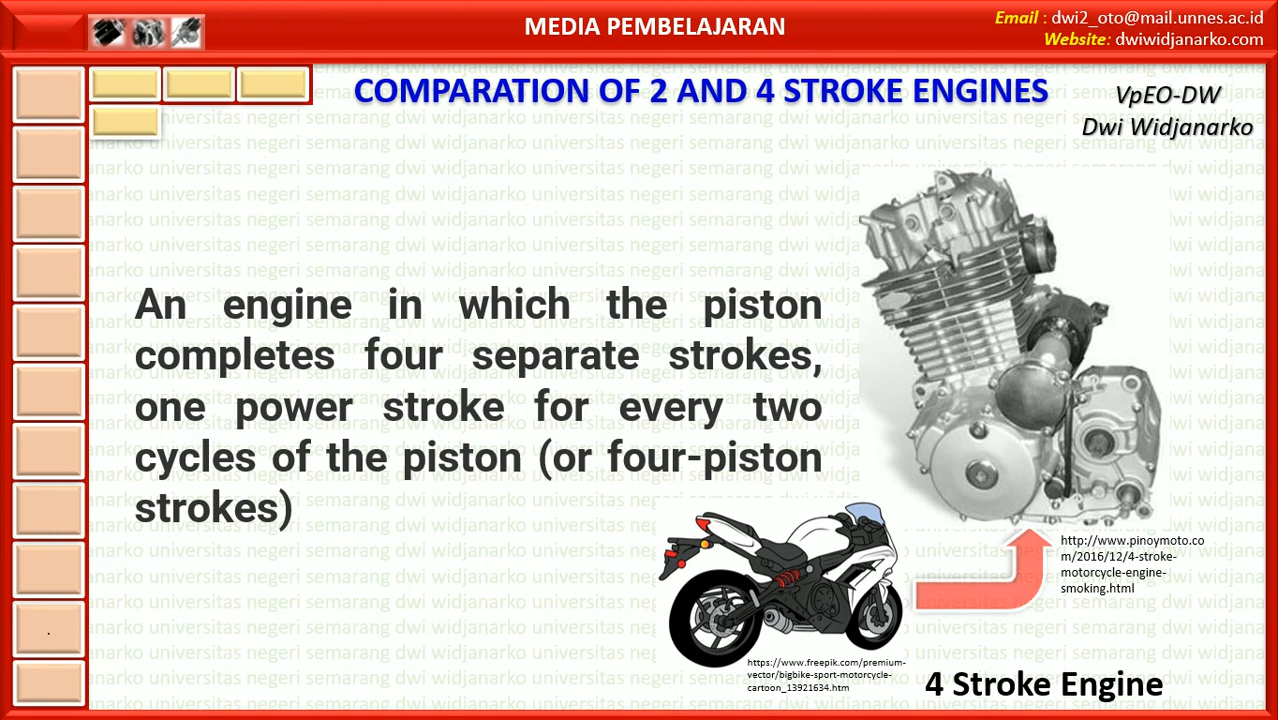 MEDIA PEMBELAJARAN
Email : dwi2_oto@mail.unnes.ac.id
Website: dwiwidjanarko.com
COMPARATION OF 2 AND 4 STROKE ENGINES
VpEO-DW
Dwi Widjanarko
An engine in which the piston
completes four separate strokes,
one power stroke for every two
cycles of the piston (or four-piston
strokes)
http://www.pinoymoto.co
m/2016/12/4-stroke-
motorcycle-engine-
smoking.html
https://www.freepik.com/premium-
vector/bigbike-sport-motorcycle-
cartoon_13921634.htm
4 Stroke Engine
.